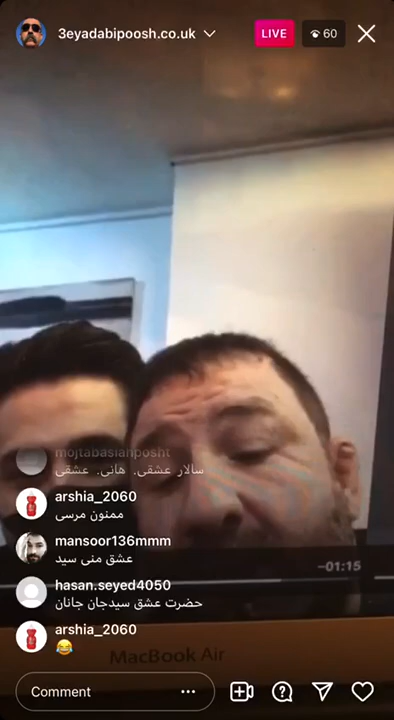 3eyadabipoosh.co.uk
LIVE
60
mojtabasiahposht
سالار عشقی. هانی. عشقی
arshia_2060
ممنون مرسی
mansoor136mmm
عشق منی سید
hasan.seyed4050
حضرت عشق سیدجان جانان
arshia_2060
😂
-01:15
MacBook Air
Comment